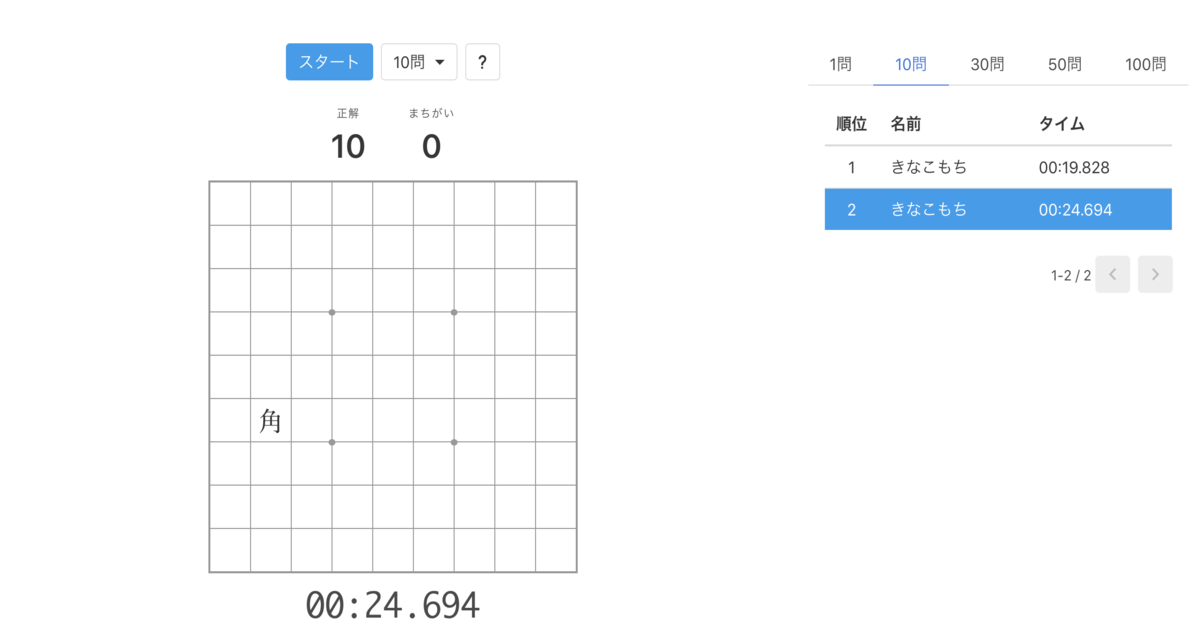 スタート 10問 ?
正解 まちがい
10 0
角
00:24.694
1問 10問 30問 50問 100問
順位 名前 タイム
1 きなこもち 00:19.828
2 きなこもち 00:24.694
1-2 / 2